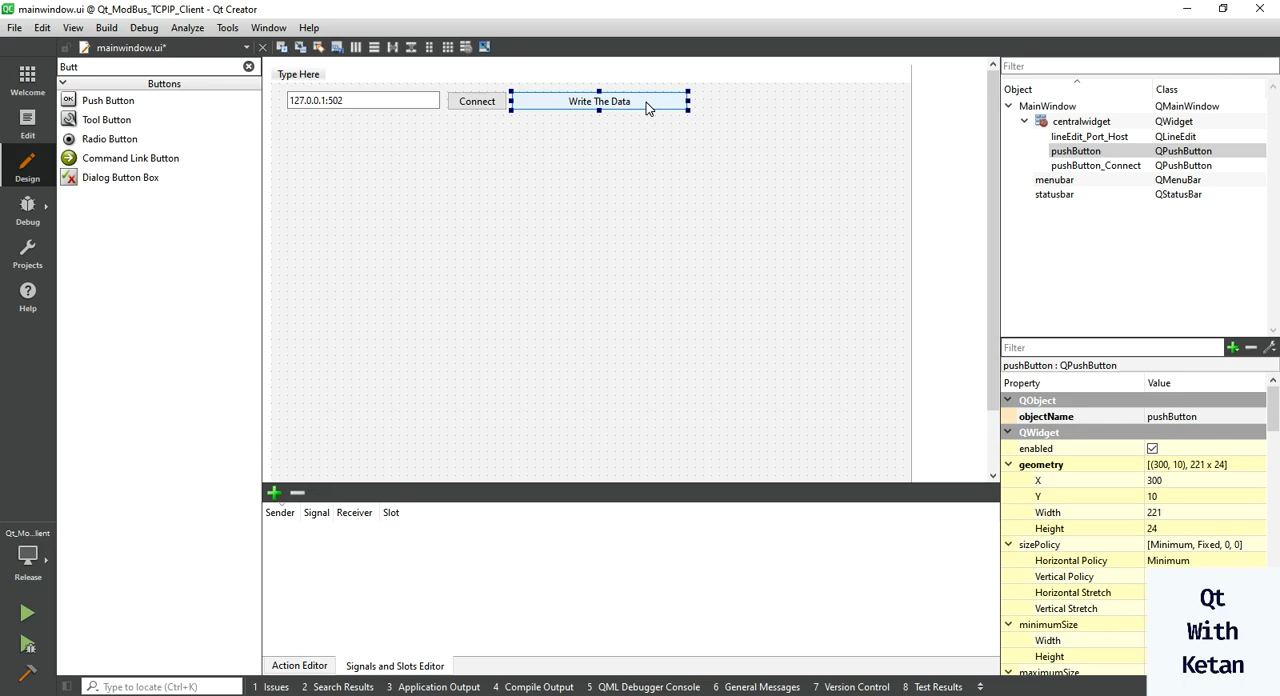 mainwindow.ui @ Qt_ModBus_TCPIP_Client - Qt Creator
File Edit View Build Debug Analyze Tools Window Help
mainwindow.ui*
Butt
Buttons
Push Button
Tool Button
Radio Button
Command Link Button
Dialog Button Box
Welcome
Edit
Design
Debug
Projects
Help
Qt_Mo...lient
Release
Type Here
127.0.0.1:502 Connect Write The Data
Sender Signal Receiver Slot
Action Editor Signals and Slots Editor
Filter
Object Class
MainWindow QMainWindow
centralwidget QWidget
lineEdit_Port_Host QLineEdit
pushButton QPushButton
pushButton_Connect QPushButton
menubar QMenuBar
statusbar QStatusBar
Filter
pushButton : QPushButton
Property Value
QObject
objectName pushButton
QWidget
enabled
geometry [(300, 10), 221 x 24]
X 300
Y 10
Width 221
Height 24
sizePolicy [Minimum, Fixed, 0, 0]
Horizontal Policy Minimum
Vertical Policy
Horizontal Stretch
Vertical Stretch
minimumSize
Width
Height
maximumSize
Qt
With
Ketan
Type to locate (Ctrl+K) 1 Issues 2 Search Results 3 Application Output 4 Compile Output 5 QML Debugger Console 6 General Messages 7 Version Control 8 Test Results